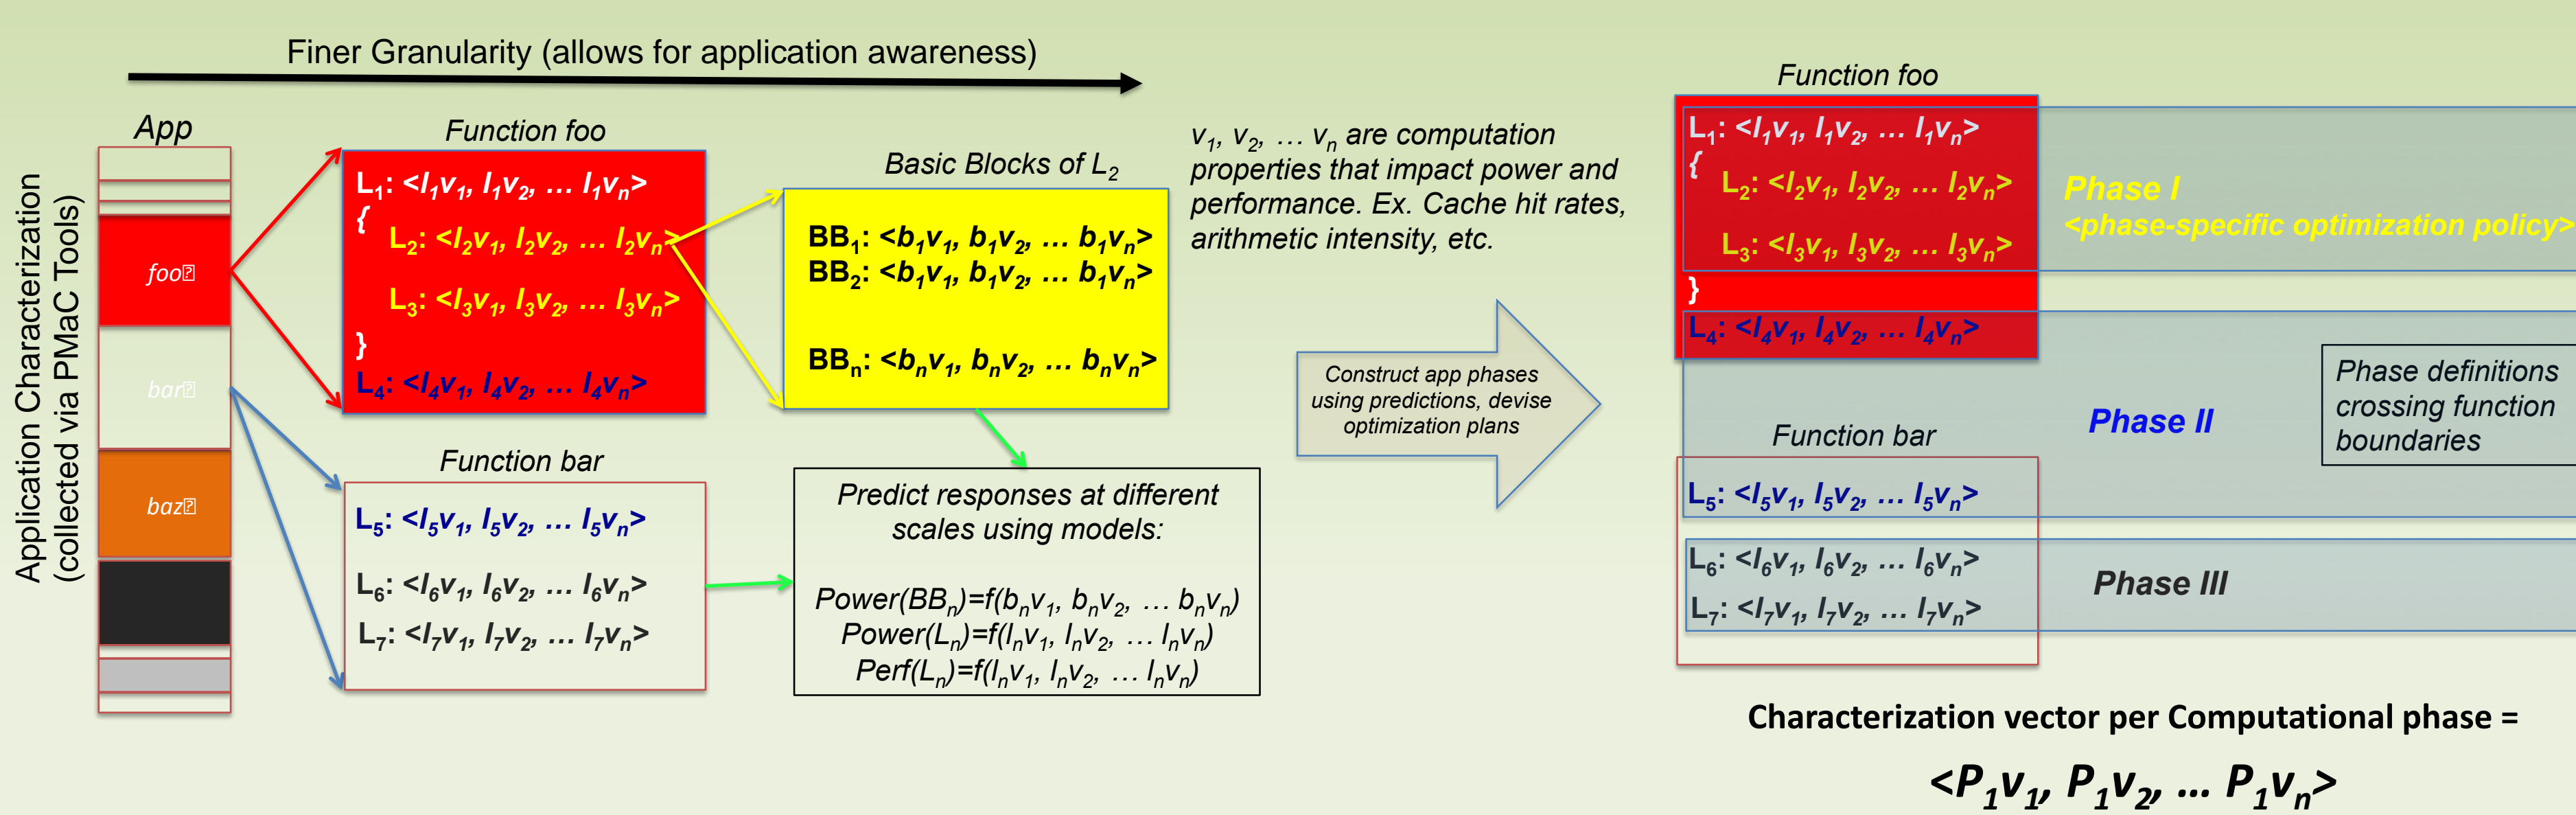 Finer Granularity (allows for application awareness)
Application Characterization
(collected via PMaC Tools)
App
foo
bar
baz
Function foo
L1: <l1v1, l1v2, … l1vn>
{
L2: <l2v1, l2v2, … l2vn>
L3: <l3v1, l3v2, … l3vn>
}
L4: <l4v1, l4v2, … l4vn>
Function bar
L5: <l5v1, l5v2, … l5vn>
L6: <l6v1, l6v2, … l6vn>
L7: <l7v1, l7v2, … l7vn>
Basic Blocks of L2
BB1: <b1v1, b1v2, … b1vn>
BB2: <b1v1, b1v2, … b1vn>
BBn: <bnv1, bnv2, … bnvn>
Predict responses at different
scales using models:
Power(BBn)=f(bnv1, bnv2, … bnvn)
Power(Ln)=f(lnv1, lnv2, … lnvn)
Perf(Ln)=f(lnv1, lnv2, … lnvn)
v1, v2, … vn are computation
properties that impact power and
performance. Ex. Cache hit rates,
arithmetic intensity, etc.
Construct app phases
using predictions, devise
optimization plans
Function foo
L1: <l1v1, l1v2, … l1vn>
{
L2: <l2v1, l2v2, … l2vn>
L3: <l3v1, l3v2, … l3vn>
}
L4: <l4v1, l4v2, … l4vn>
Phase I
<phase-specific optimization policy>
Phase II
Phase definitions
crossing function
boundaries
Function bar
L5: <l5v1, l5v2, … l5vn>
L6: <l6v1, l6v2, … l6vn>
L7: <l7v1, l7v2, … l7vn>
Phase III
Characterization vector per Computational phase =
<P1v1, P1v2, … P1vn>